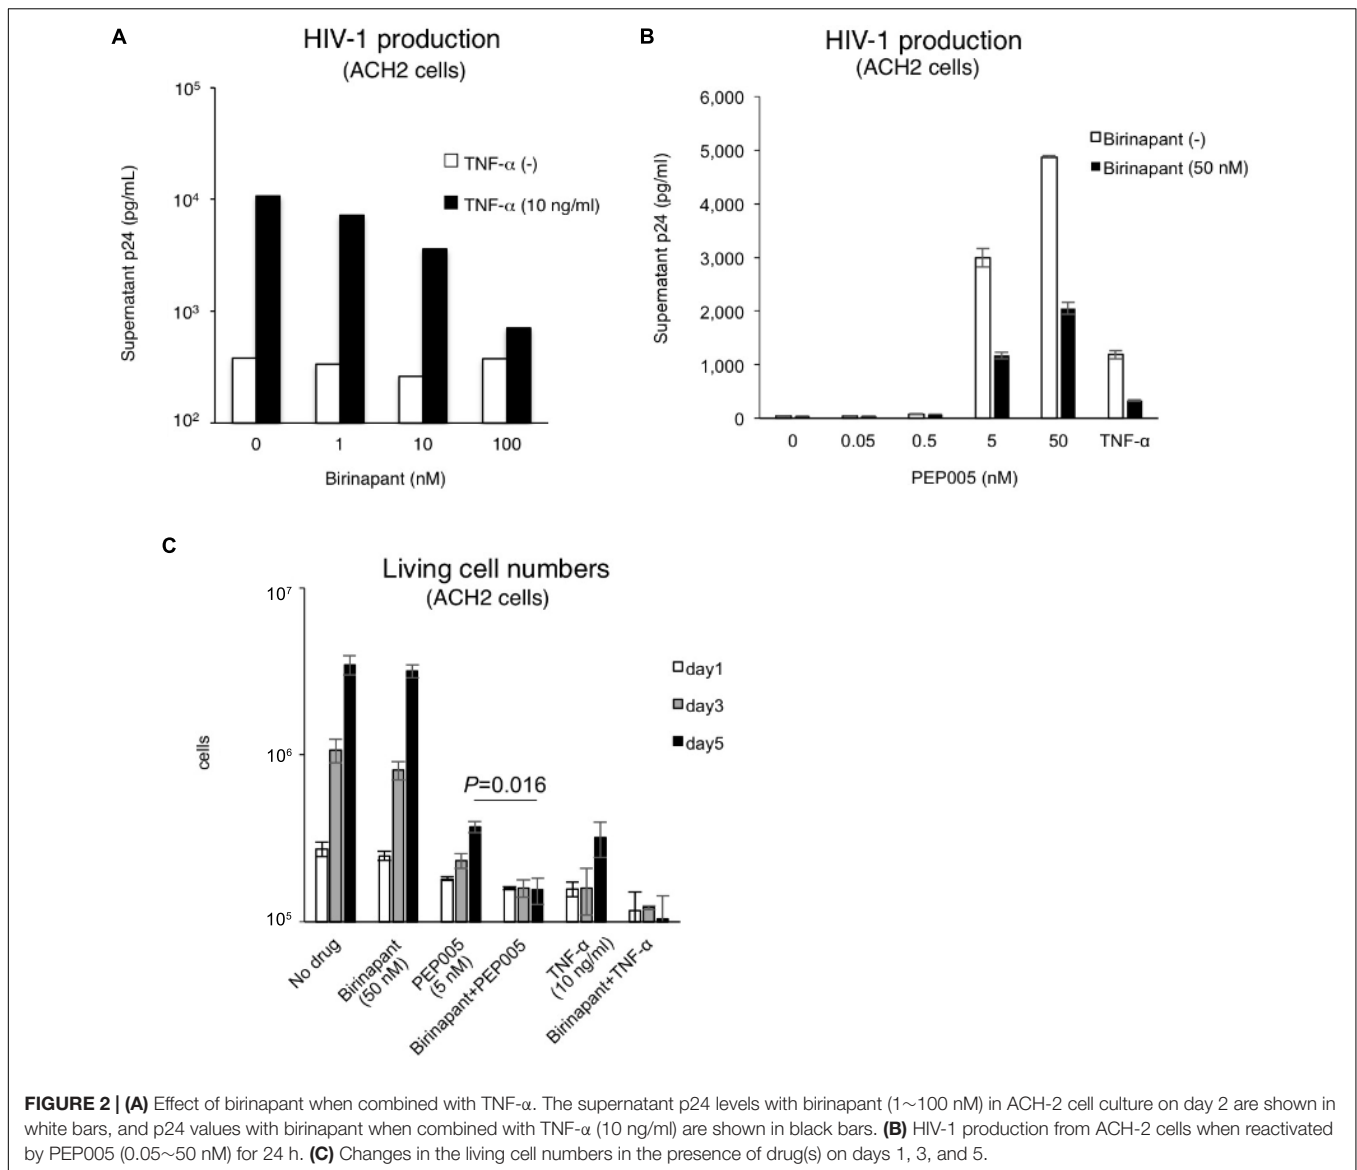 A
HIV-1 production
(ACH2 cells)
10^5
10^4
10^3
10^2
Supernatant p24 (pg/mL)
TNF-α (-)
TNF-α (10 ng/ml)
0 1 10 100
Birinapant (nM)
B
HIV-1 production
(ACH2 cells)
6,000
5,000
4,000
3,000
2,000
1,000
0
Supernatant p24 (pg/ml)
Birinapant (-)
Birinapant (50 nM)
0 0.05 0.5 5 50 TNF-α
PEP005 (nM)
C
Living cell numbers
(ACH2 cells)
10^7
10^6
10^5
cells
day1
day3
day5
P=0.016
No drug
Birinapant
(50 nM)
PEP005
(5 nM)
Birinapant+PEP005
TNF-α
(10 ng/ml)
Birinapant+TNF-α
FIGURE 2 | (A) Effect of birinapant when combined with TNF-α. The supernatant p24 levels with birinapant (1~100 nM) in ACH-2 cell culture on day 2 are shown in
white bars, and p24 values with birinapant when combined with TNF-α (10 ng/ml) are shown in black bars. (B) HIV-1 production from ACH-2 cells when reactivated
by PEP005 (0.05~50 nM) for 24 h. (C) Changes in the living cell numbers in the presence of drug(s) on days 1, 3, and 5.